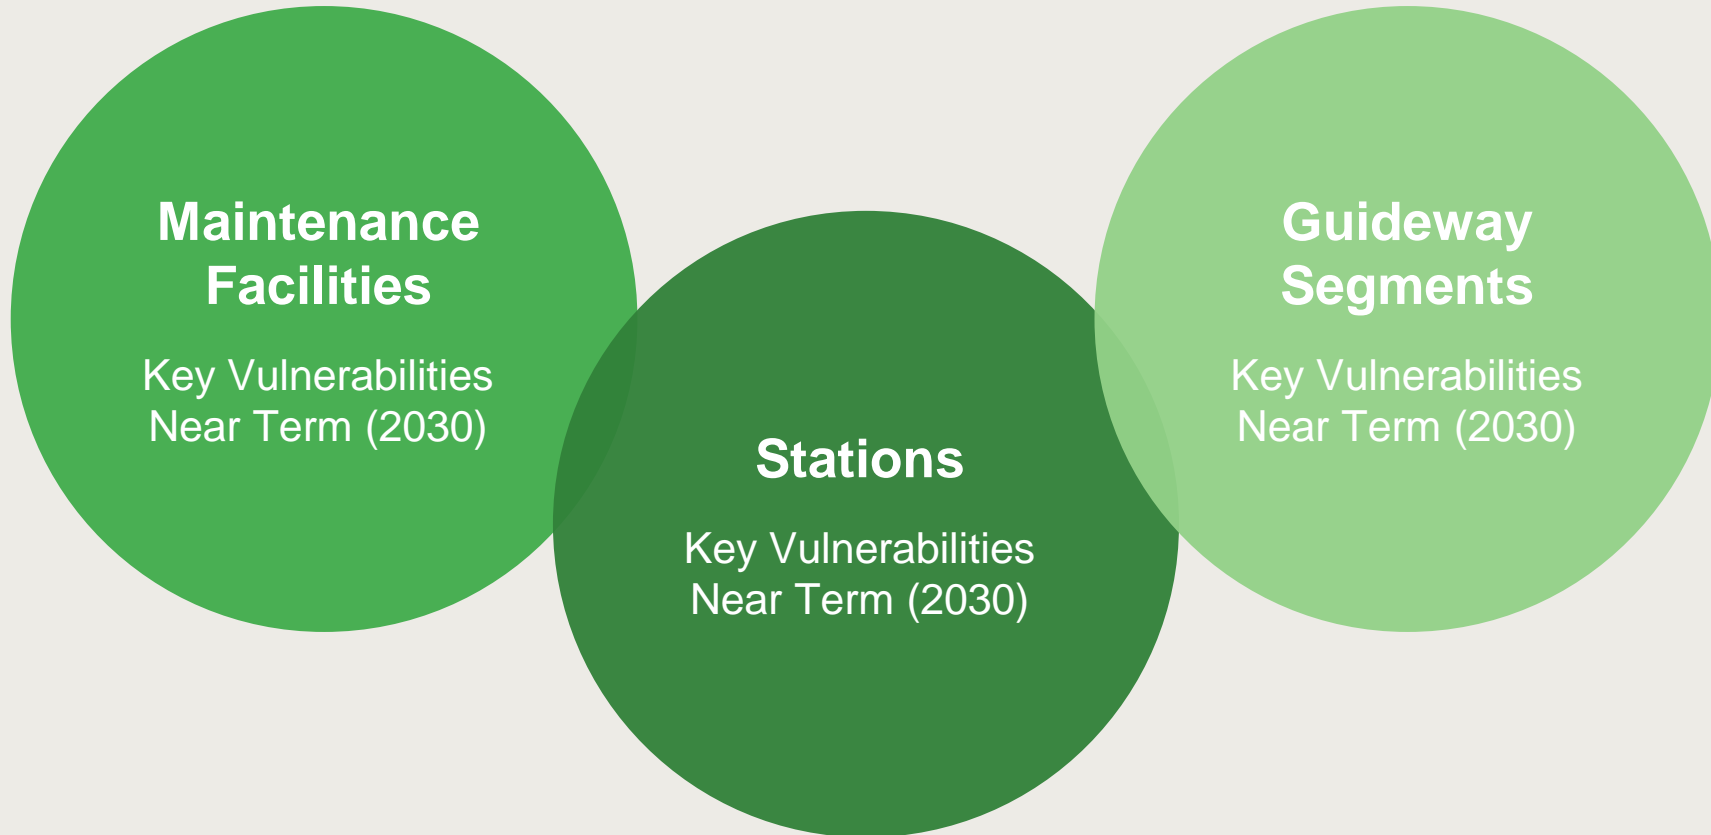 Maintenance
Facilities
Key Vulnerabilities
Near Term (2030)
Stations
Key Vulnerabilities
Near Term (2030)
Guideway
Segments
Key Vulnerabilities
Near Term (2030)